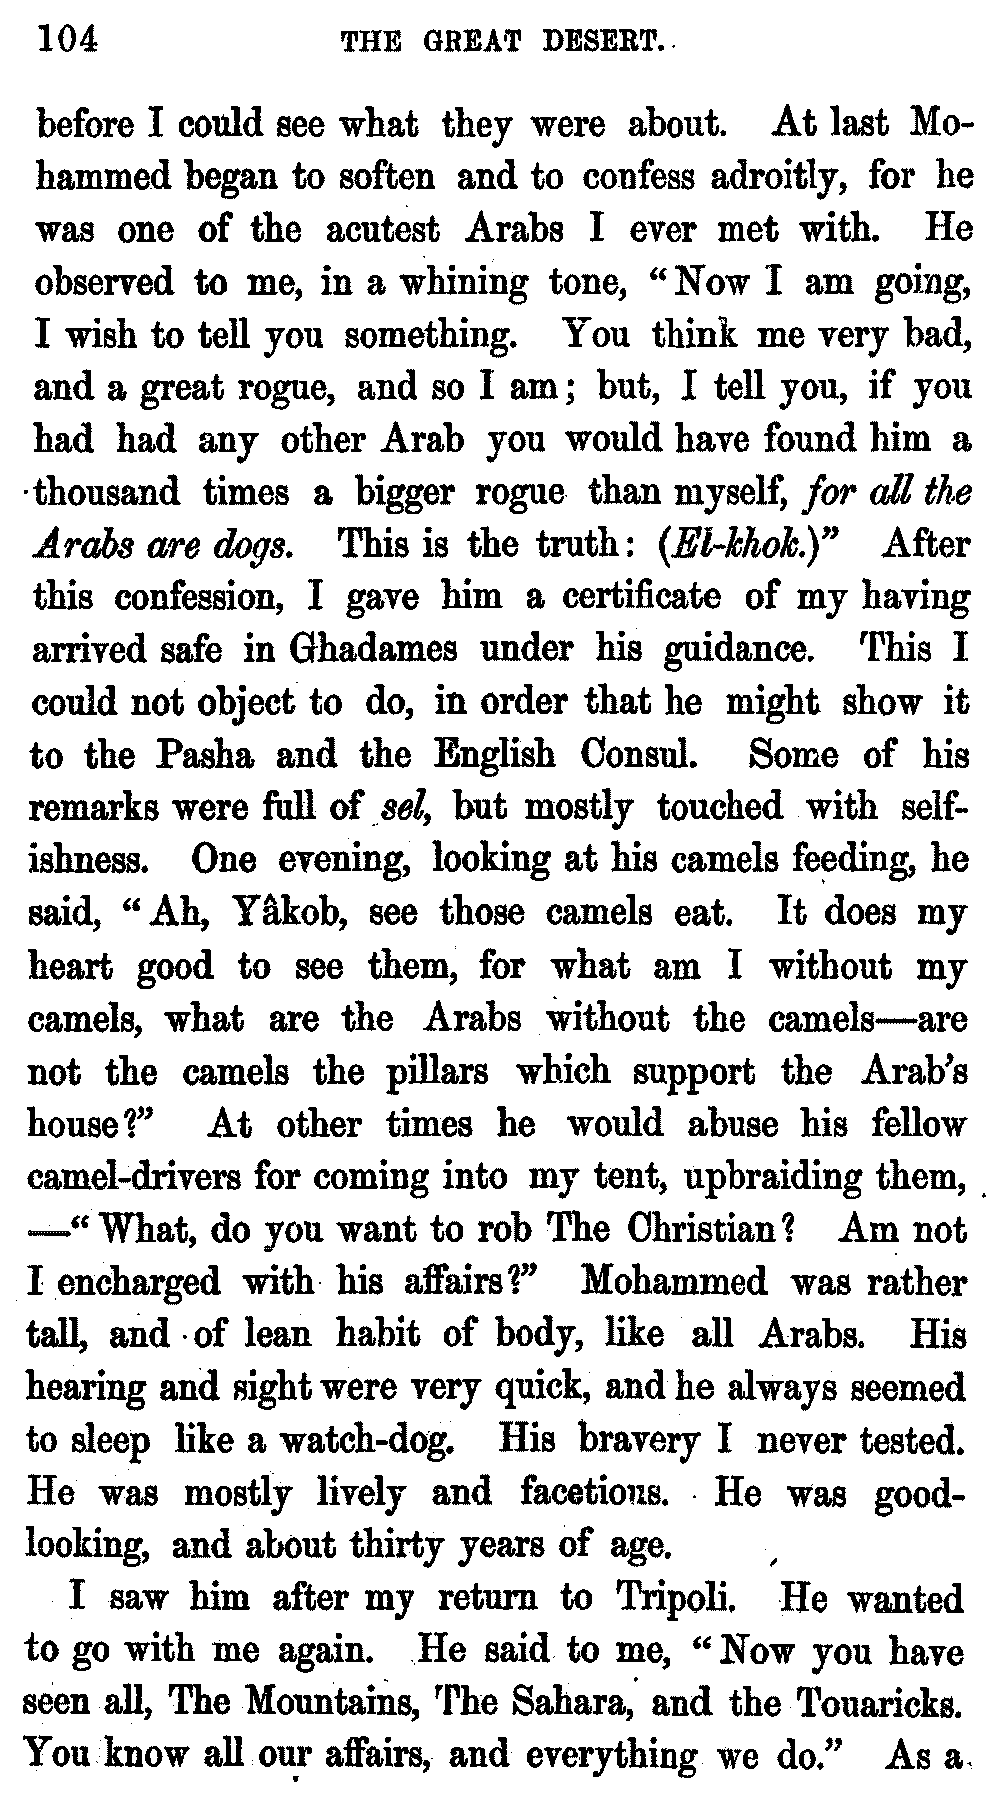 104 THE GREAT DESERT.
before I could see what they were about. At last Mo-
hammed began to soften and to confess adroitly, for he
was one of the acutest Arabs I ever met with. He
observed to me, in a whining tone, “Now I am going,
I wish to tell you something. You think me very bad,
and a great rogue, and so I am; but, I tell you, if you
had had any other Arab you would have found him a
thousand times a bigger rogue than myself, for all the
Arabs are dogs. This is the truth: (El-khok.)” After
this confession, I gave him a certificate of my having
arrived safe in Ghadames under his guidance. This I
could not object to do, in order that he might show it
to the Pasha and the English Consul. Some of his
remarks were full of sel, but mostly touched with self-
ishness. One evening, looking at his camels feeding, he
said, “Ah, Yâkob, see those camels eat. It does my
heart good to see them, for what am I without my
camels, what are the Arabs without the camels—are
not the camels the pillars which support the Arab’s
house?” At other times he would abuse his fellow
camel-drivers for coming into my tent, upbraiding them,
—“What, do you want to rob The Christian? Am not
I encharged with his affairs?” Mohammed was rather
tall, and of lean habit of body, like all Arabs. His
hearing and sight were very quick, and he always seemed
to sleep like a watch-dog. His bravery I never tested.
He was mostly lively and facetious. He was good-
looking, and about thirty years of age.
I saw him after my return to Tripoli. He wanted
to go with me again. He said to me, “Now you have
seen all, The Mountains, The Sahara, and the Touaricks.
You know all our affairs, and everything we do.” As a